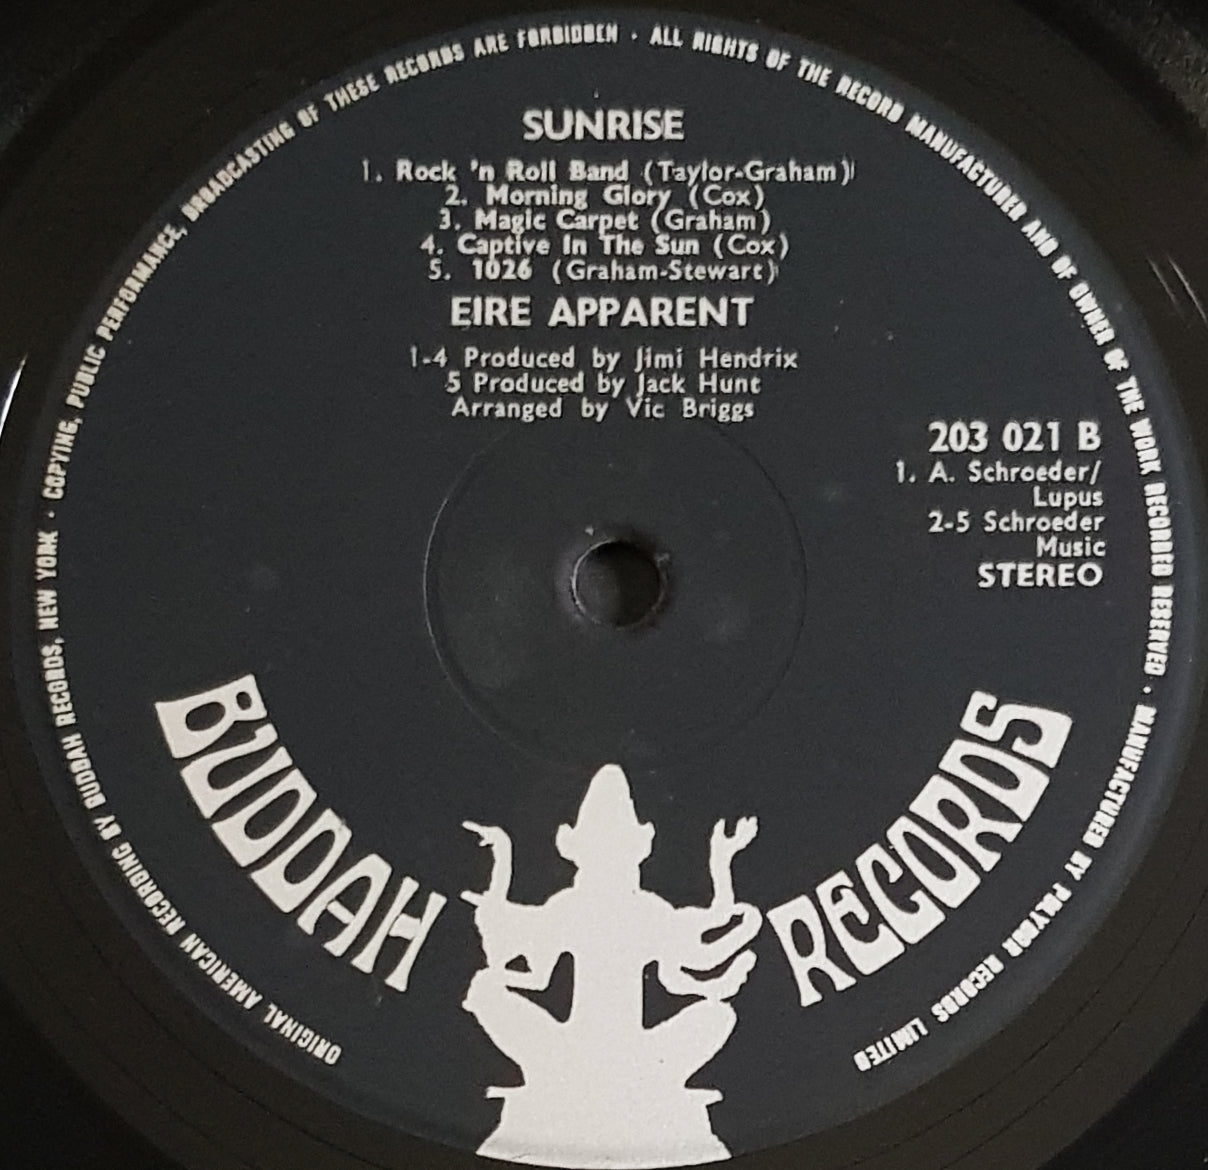 ORIGINAL AMERICAN RECORDING BY BUDDAH RECORDS, NEW YORK · COPYING, PUBLIC PERFORMANCE, BROADCASTING OF THESE RECORDS ARE FORBIDDEN · ALL RIGHTS OF THE RECORD MANUFACTURER AND OF OWNER OF THE WORK RECORDED RESERVED · MANUFACTURED BY POLYDOR RECORDS LIMITED
SUNRISE
1. Rock 'n Roll Band (Taylor-Graham)
2. Morning Glory (Cox)
3. Magic Carpet (Graham)
4. Captive In The Sun (Cox)
5. 1026 (Graham-Stewart)
EIRE APPARENT
1-4 Produced by Jimi Hendrix
5 Produced by Jack Hunt
Arranged by Vic Briggs
203 021 B
1. A. Schroeder/
Lupus
2-5 Schroeder
Music
STEREO
BUDDAH RECORDS